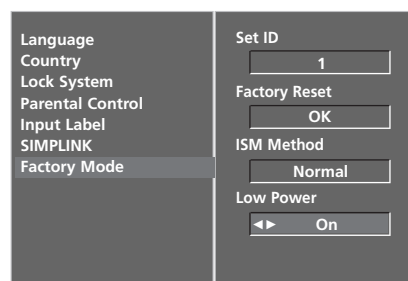 Language
Country
Lock System
Parental Control
Input Label
SIMPLINK
Factory Mode
Set ID
1
Factory Reset
OK
ISM Method
Normal
Low Power
◄► On